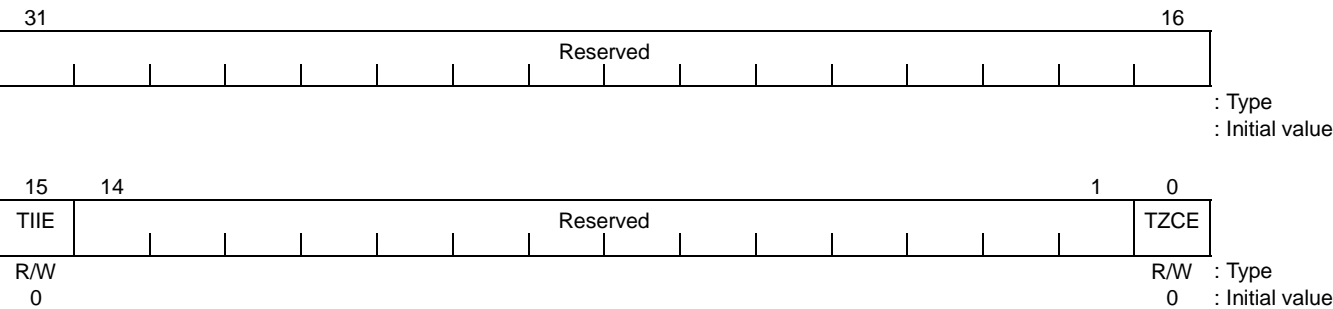 31 16
Reserved
: Type
: Initial value
15 14 1 0
TIIE Reserved TZCE
R/W R/W : Type
0 0 : Initial value